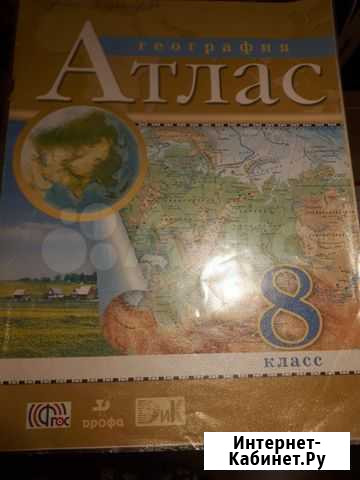 география
Атлас
8
класс
ФГОС
дрофа
ДиК
Интернет-
Кабинет.Ру